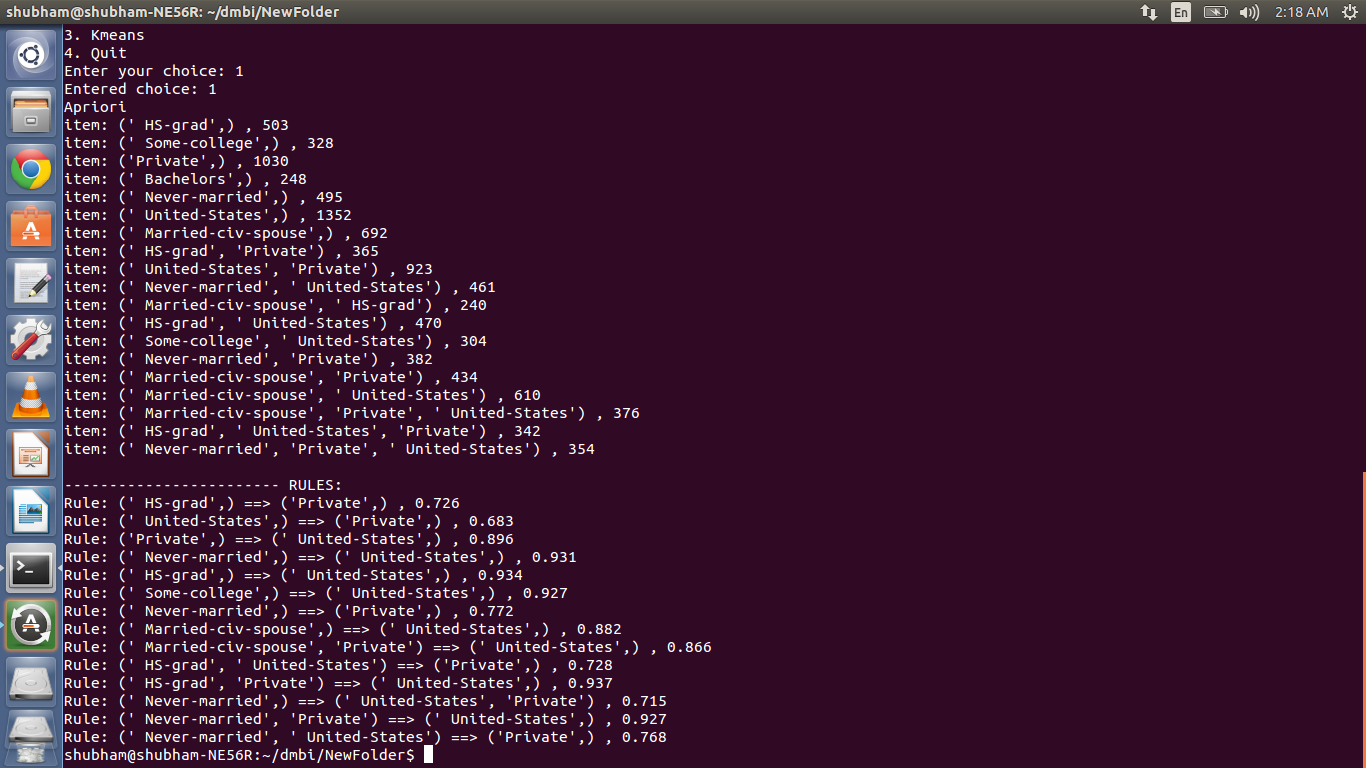 shubham@shubham-NE56R: ~/dmbi/NewFolder
En
2:18 AM
3. Kmeans
4. Quit
Enter your choice: 1
Entered choice: 1
Apriori
item: (' HS-grad',) , 503
item: (' Some-college',) , 328
item: ('Private',) , 1030
item: (' Bachelors',) , 248
item: (' Never-married',) , 495
item: (' United-States',) , 1352
item: (' Married-civ-spouse',) , 692
item: (' HS-grad', 'Private') , 365
item: (' United-States', 'Private') , 923
item: (' Never-married', ' United-States') , 461
item: (' Married-civ-spouse', ' HS-grad') , 240
item: (' HS-grad', ' United-States') , 470
item: (' Some-college', ' United-States') , 304
item: (' Never-married', 'Private') , 382
item: (' Married-civ-spouse', 'Private') , 434
item: (' Married-civ-spouse', ' United-States') , 610
item: (' Married-civ-spouse', 'Private', ' United-States') , 376
item: (' HS-grad', ' United-States', 'Private') , 342
item: (' Never-married', 'Private', ' United-States') , 354
------------------------ RULES:
Rule: (' HS-grad',) ==> ('Private',) , 0.726
Rule: (' United-States',) ==> ('Private',) , 0.683
Rule: ('Private',) ==> (' United-States',) , 0.896
Rule: (' Never-married',) ==> (' United-States',) , 0.931
Rule: (' HS-grad',) ==> (' United-States',) , 0.934
Rule: (' Some-college',) ==> (' United-States',) , 0.927
Rule: (' Never-married',) ==> ('Private',) , 0.772
Rule: (' Married-civ-spouse',) ==> (' United-States',) , 0.882
Rule: (' Married-civ-spouse', 'Private') ==> (' United-States',) , 0.866
Rule: (' HS-grad', ' United-States') ==> ('Private',) , 0.728
Rule: (' HS-grad', 'Private') ==> (' United-States',) , 0.937
Rule: (' Never-married',) ==> (' United-States', 'Private') , 0.715
Rule: (' Never-married', 'Private') ==> (' United-States',) , 0.927
Rule: (' Never-married', ' United-States') ==> ('Private',) , 0.768
shubham@shubham-NE56R:~/dmbi/NewFolder$